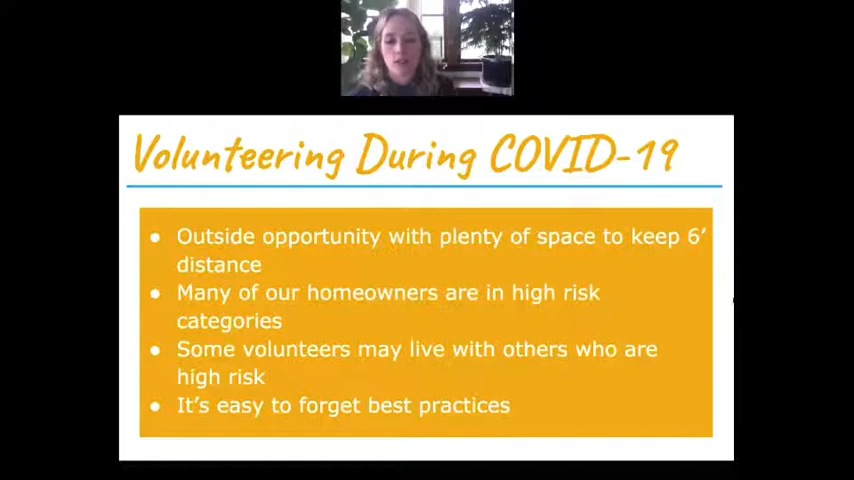 Volunteering During COVID-19
• Outside opportunity with plenty of space to keep 6’
distance
• Many of our homeowners are in high risk
categories
• Some volunteers may live with others who are
high risk
• It’s easy to forget best practices